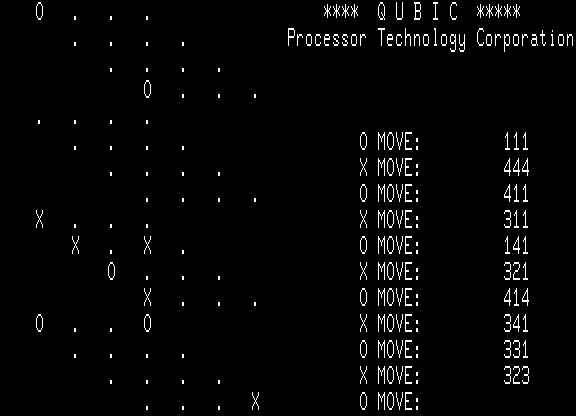 O . . . **** Q U B I C *****
. . . . Processor Technology Corporation
. . . .
O . . .
. . . .
. . . . O MOVE: 111
. . . . X MOVE: 444
. . . . O MOVE: 411
X . . . X MOVE: 311
X . X . O MOVE: 141
O . . . X MOVE: 321
X . . . O MOVE: 414
O . . O X MOVE: 341
. . . . O MOVE: 331
. . . . X MOVE: 323
. . . X O MOVE: